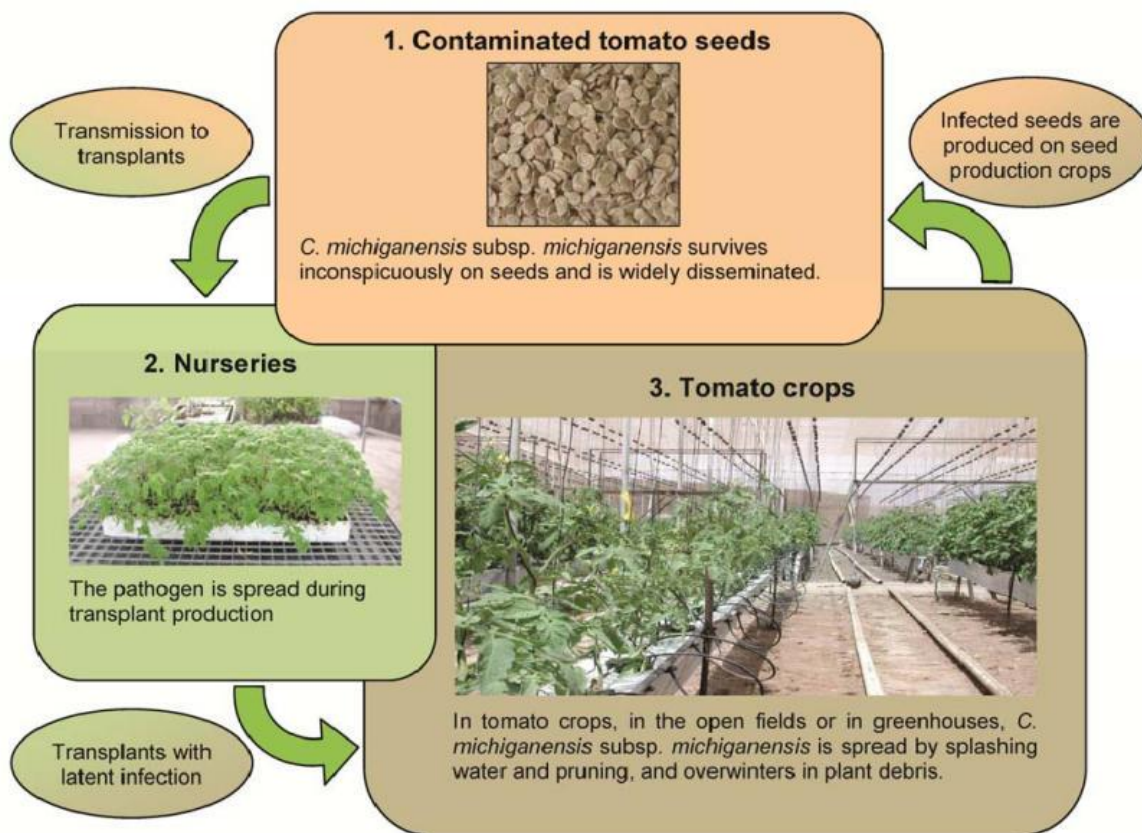 1. Contaminated tomato seeds
C. michiganensis subsp. michiganensis survives
inconspicuously on seeds and is widely disseminated.
Transmission to
transplants
2. Nurseries
The pathogen is spread during
transplant production
Transplants with
latent infection
3. Tomato crops
In tomato crops, in the open fields or in greenhouses, C.
michiganensis subsp. michiganensis is spread by splashing
water and pruning, and overwinters in plant debris.
Infected seeds are
produced on seed
production crops